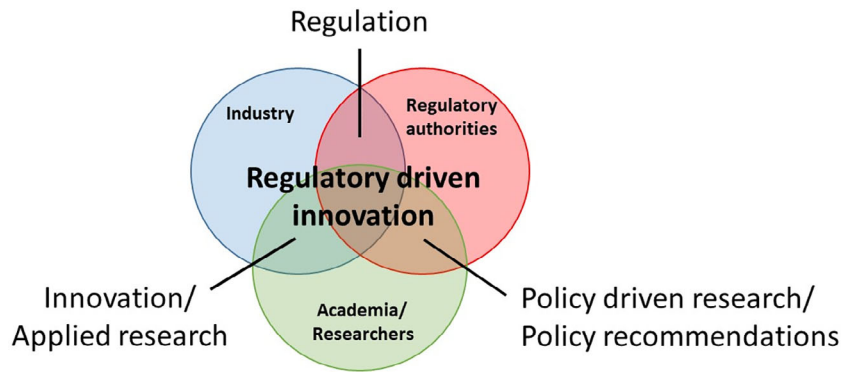 Regulation
Industry
Regulatory
authorities
Regulatory driven
innovation
Innovation/
Applied research
Academia/
Researchers
Policy driven research/
Policy recommendations